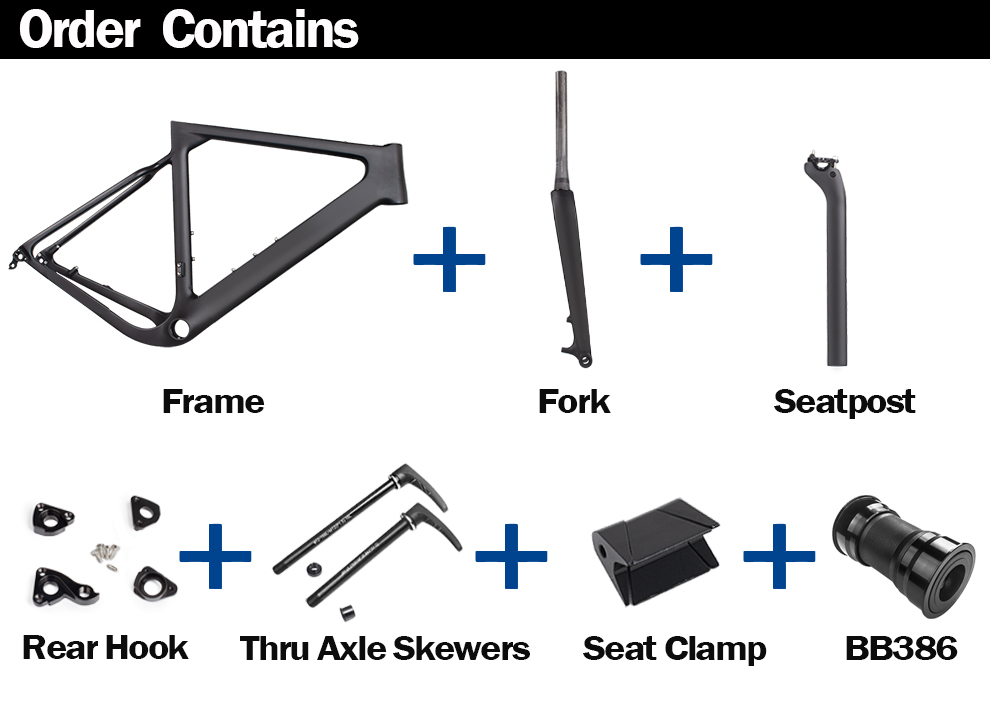 Order Contains
Frame
Fork
Seatpost
Rear Hook
Thru Axle Skewers
Seat Clamp
BB386